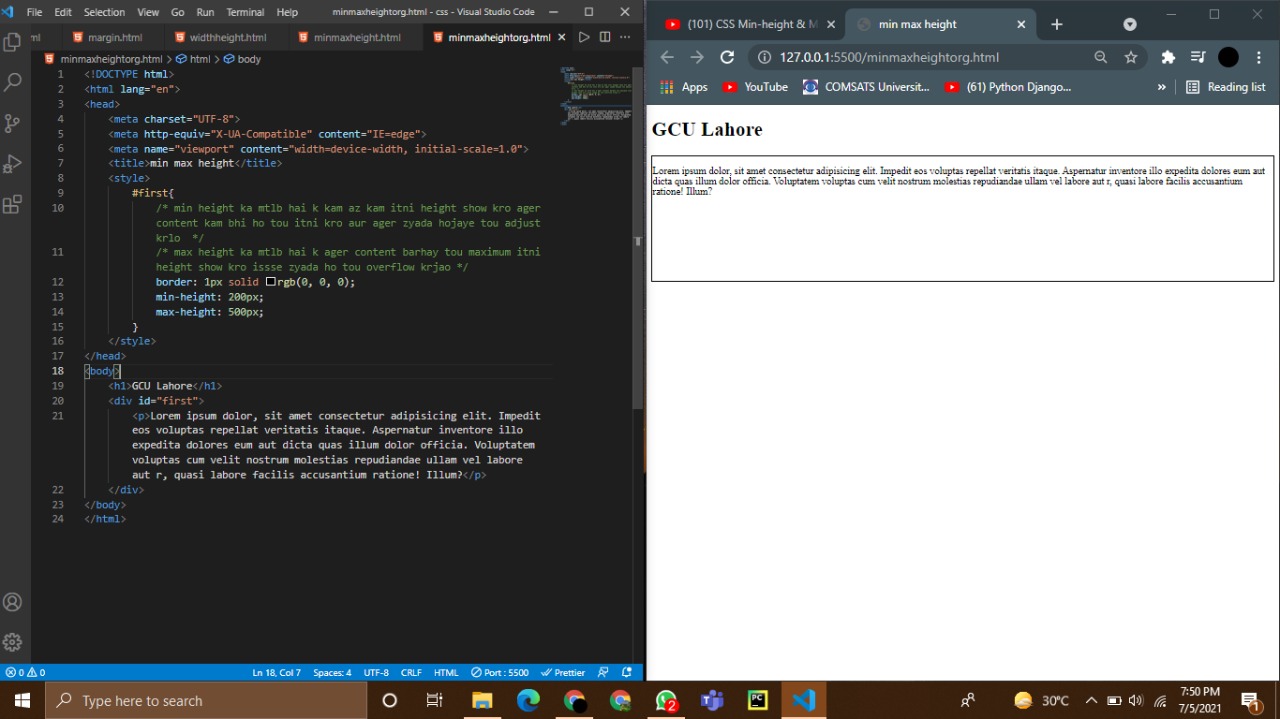 File Edit Selection View Go Run Terminal Help minmaxheightorg.html - css - Visual Studio Code
ml margin.html widthheight.html minmaxheight.html minmaxheightorg.html
minmaxheightorg.html > html > body
1 <!DOCTYPE html>
2 <html lang="en">
3 <head>
4 <meta charset="UTF-8">
5 <meta http-equiv="X-UA-Compatible" content="IE=edge">
6 <meta name="viewport" content="width=device-width, initial-scale=1.0">
7 <title>min max height</title>
8 <style>
9 #first{
10 /* min height ka mtlb hai k kam az kam itni height show kro ager
content kam bhi ho tou itni kro aur ager zyada hojaye tou adjust
krlo */
11 /* max height ka mtlb hai k ager content barhay tou maximum itni
height show kro issse zyada ho tou overflow krjao */
12 border: 1px solid rgb(0, 0, 0);
13 min-height: 200px;
14 max-height: 500px;
15 }
16 </style>
17 </head>
18 <body>
19 <h1>GCU Lahore</h1>
20 <div id="first">
21 <p>Lorem ipsum dolor, sit amet consectetur adipisicing elit. Impedit
eos voluptas repellat veritatis itaque. Aspernatur inventore illo
expedita dolores eum aut dicta quas illum dolor officia. Voluptatem
voluptas cum velit nostrum molestias repudiandae ullam vel labore
aut r, quasi labore facilis accusantium ratione! Illum?</p>
22 </div>
23 </body>
24 </html>
0 0 Ln 18, Col 7 Spaces: 4 UTF-8 CRLF HTML Port : 5500 Prettier
(101) CSS Min-height & M min max height
127.0.0.1:5500/minmaxheightorg.html
Apps YouTube COMSATS Universit... (61) Python Django... » Reading list
GCU Lahore
Lorem ipsum dolor, sit amet consectetur adipisicing elit. Impedit eos voluptas repellat veritatis itaque. Aspernatur inventore illo expedita dolores eum aut
dicta quas illum dolor officia. Voluptatem voluptas cum velit nostrum molestias repudiandae ullam vel labore aut r, quasi labore facilis accusantium
ratione! Illum?
Type here to search
2
PC
30°C
7:50 PM
7/5/2021
1